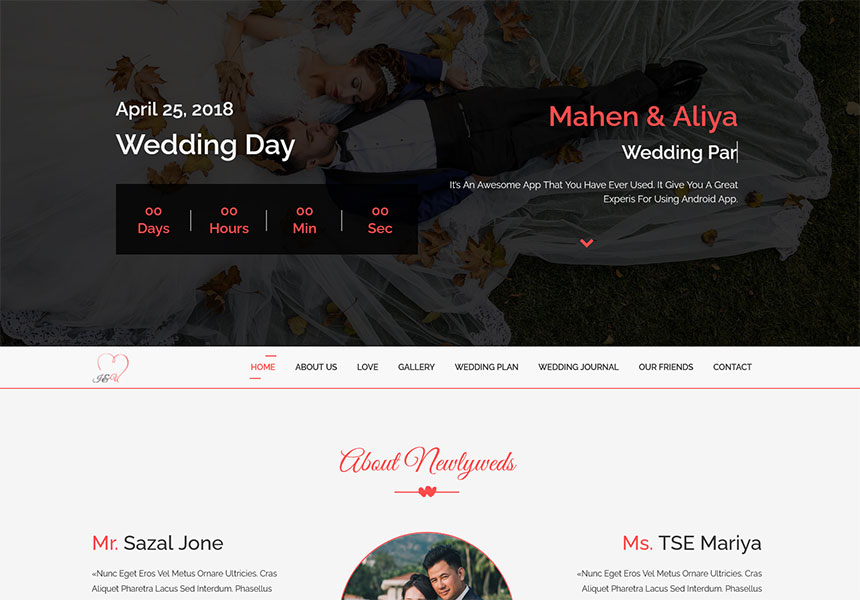 April 25, 2018
Wedding Day
00 00 00 00
Days Hours Min Sec
Mahen & Aliya
Wedding Par
It's An Awesome App That You Have Ever Used. It Give You A Great
Experis For Using Android App.
HOME ABOUT US LOVE GALLERY WEDDING PLAN WEDDING JOURNAL OUR FRIENDS CONTACT
About Newlyweds
Mr. Sazal Jone
«Nunc Eget Eros Vel Metus Ornare Ultricies. Cras
Aliquet Pharetra Lacus Sed Interdum. Phasellus
Ms. TSE Mariya
«Nunc Eget Eros Vel Metus Ornare Ultricies. Cras
Aliquet Pharetra Lacus Sed Interdum. Phasellus